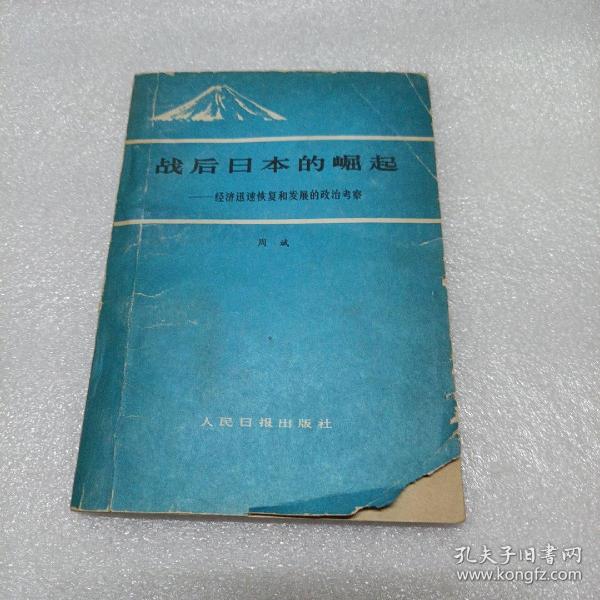 战后日本的崛起
——经济迅速恢复和发展的政治考察
周 斌
人民日报出版社
孔夫子旧书网
www.kongfz.com